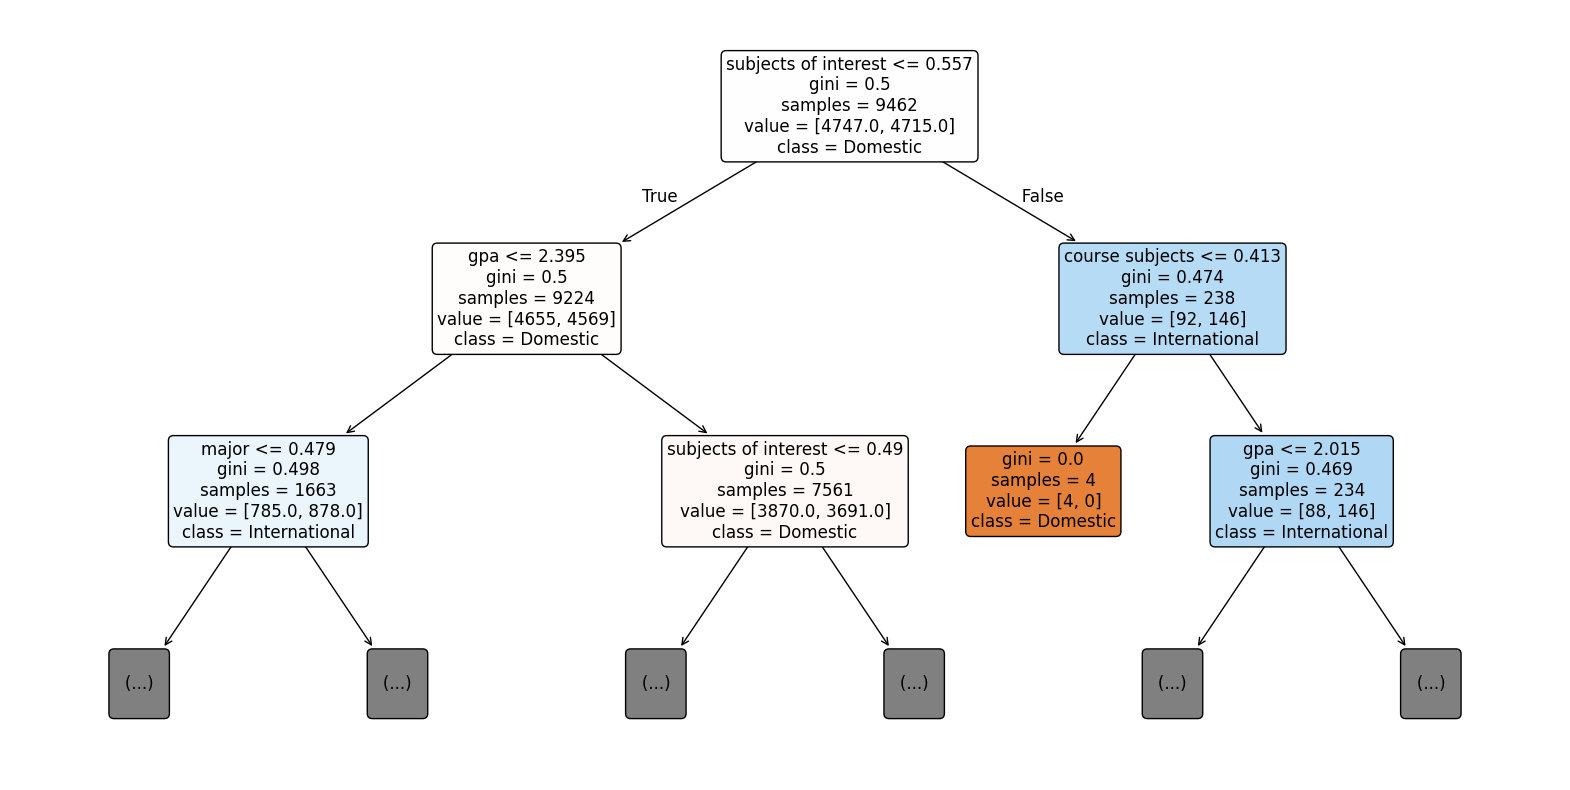 subjects of interest <= 0.557
gini = 0.5
samples = 9462
value = [4747.0, 4715.0]
class = Domestic
True
False
gpa <= 2.395
gini = 0.5
samples = 9224
value = [4655, 4569]
class = Domestic
course subjects <= 0.413
gini = 0.474
samples = 238
value = [92, 146]
class = International
major <= 0.479
gini = 0.498
samples = 1663
value = [785.0, 878.0]
class = International
subjects of interest <= 0.49
gini = 0.5
samples = 7561
value = [3870.0, 3691.0]
class = Domestic
gini = 0.0
samples = 4
value = [4, 0]
class = Domestic
gpa <= 2.015
gini = 0.469
samples = 234
value = [88, 146]
class = International
(...)
(...)
(...)
(...)
(...)
(...)